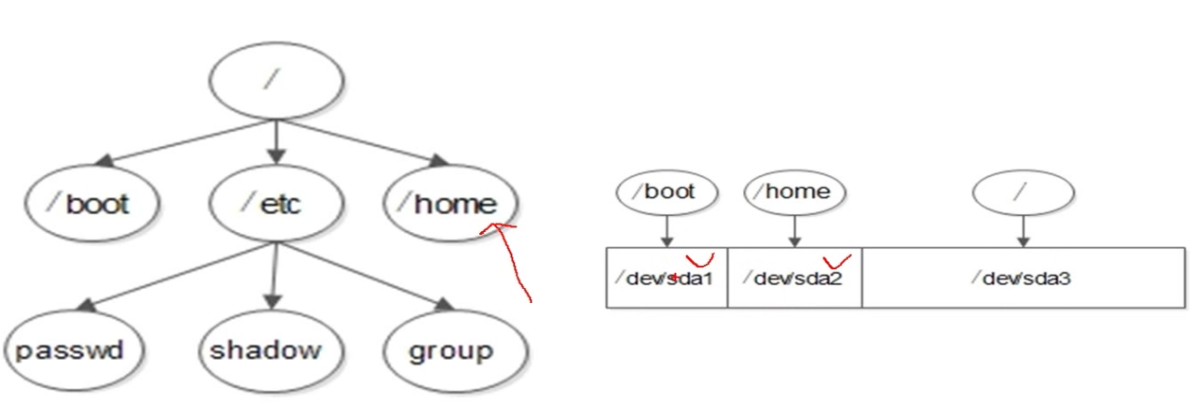 /
/boot /etc /home
passwd shadow group
/boot /home /
/dev/sda1 /dev/sda2 /dev/sda3